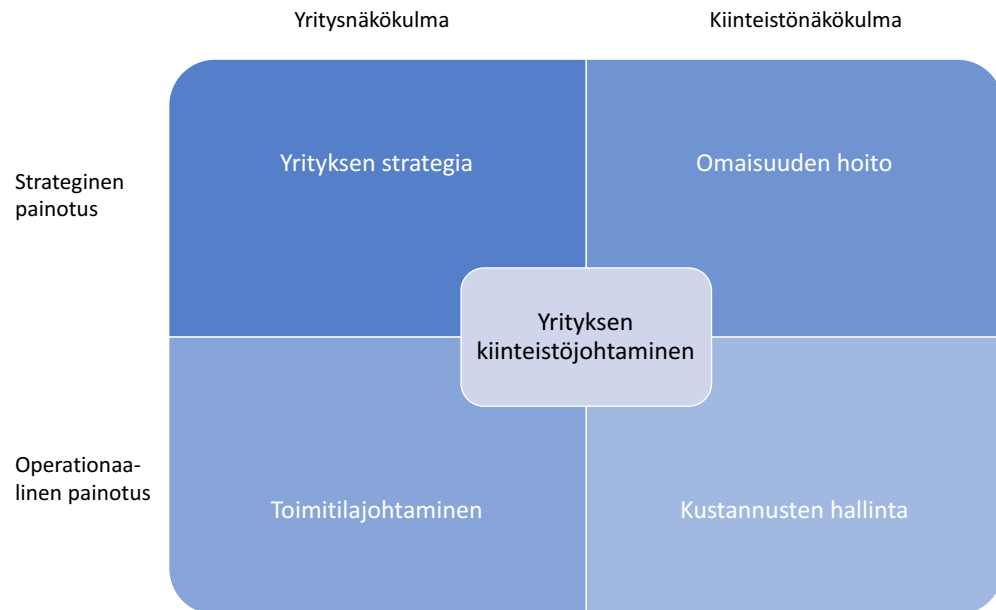 Yritysnäkökulma
Kiinteistönäkökulma
Strateginen
painotus
Yrityksen strategia
Omaisuuden hoito
Yrityksen
kiinteistöjohtaminen
Operationaa-
linen painotus
Toimitilajohtaminen
Kustannusten hallinta